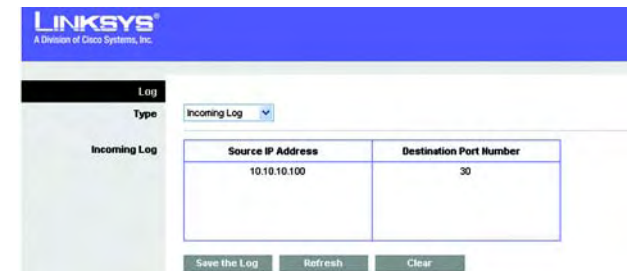 LINKSYS®
A Division of Cisco Systems, Inc.
Log
Type
Incoming Log
Incoming Log
Source IP Address Destination Port Number
10.10.10.100 30
Save the Log Refresh Clear